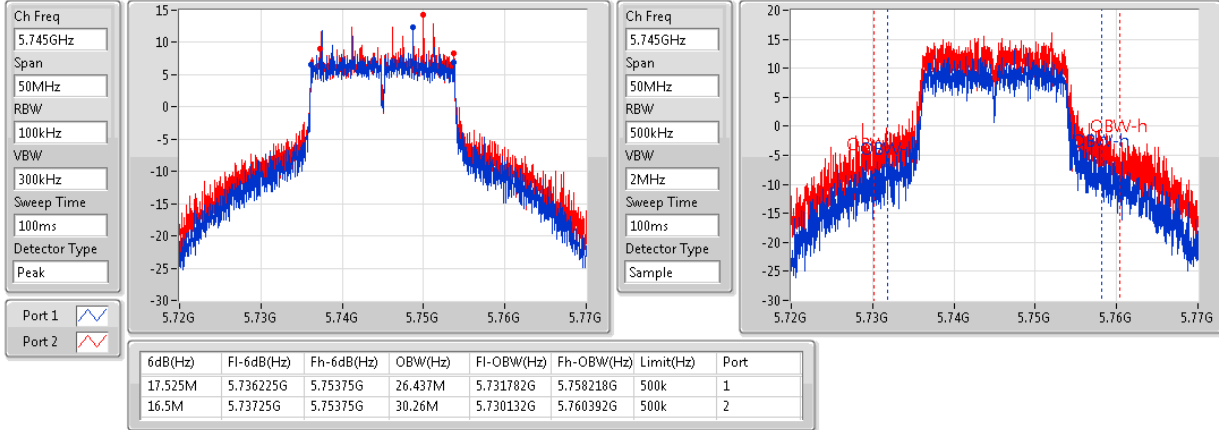 Ch Freq
5.745GHz
Span
50MHz
RBW
100kHz
VBW
300kHz
Sweep Time
100ms
Detector Type
Peak
Port 1
Port 2
15
10
5
0
-5
-10
-15
-20
-25
-30
5.72G 5.73G 5.74G 5.75G 5.76G 5.77G
Ch Freq
5.745GHz
Span
50MHz
RBW
500kHz
VBW
2MHz
Sweep Time
100ms
Detector Type
Sample
20
15
10
5
0
-5
-10
-15
-20
-25
-30
OBW-h
5.72G 5.73G 5.74G 5.75G 5.76G 5.77G
6dB(Hz) Fl-6dB(Hz) Fh-6dB(Hz) OBW(Hz) Fl-OBW(Hz) Fh-OBW(Hz) Limit(Hz) Port
17.525M 5.736225G 5.75375G 26.437M 5.731782G 5.758218G 500k 1
16.5M 5.73725G 5.75375G 30.26M 5.730132G 5.760392G 500k 2